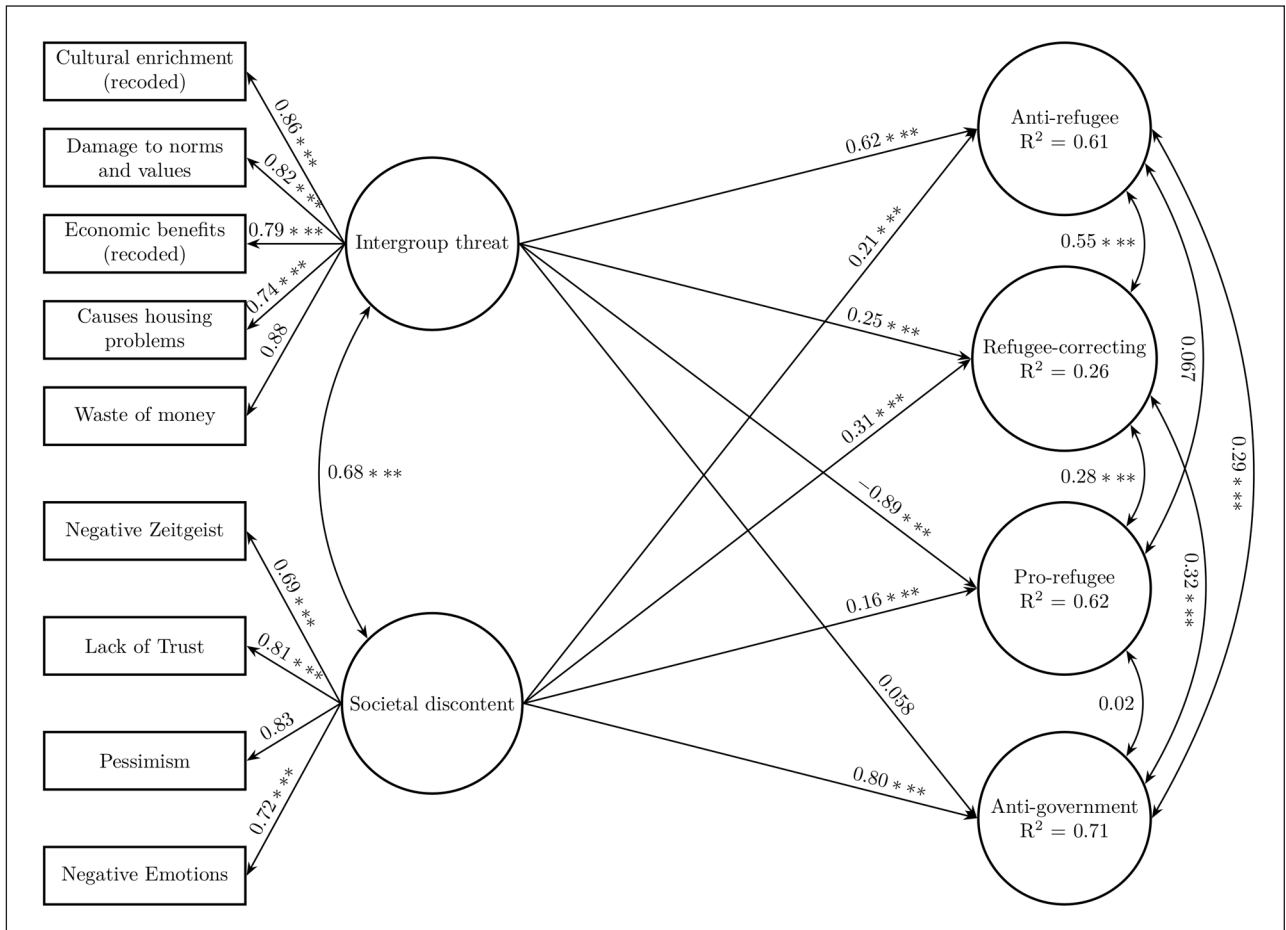 Cultural enrichment
(recoded)
Damage to norms
and values
Economic benefits
(recoded)
Causes housing
problems
Waste of money
Negative Zeitgeist
Lack of Trust
Pessimism
Negative Emotions
0.86 ***
0.82 ***
0.79 ***
0.74 ***
0.88
0.69 ***
0.81 ***
0.83
0.72 ***
Intergroup threat
0.68 ***
Societal discontent
0.62 ***
0.21 ***
0.25 ***
0.31 ***
−0.89 ***
0.16 ***
0.058
0.80 ***
Anti-refugee
R² = 0.61
0.55 ***
Refugee-correcting
R² = 0.26
0.28 ***
Pro-refugee
R² = 0.62
0.02
Anti-government
R² = 0.71
0.067
0.32 ***
0.29 ***